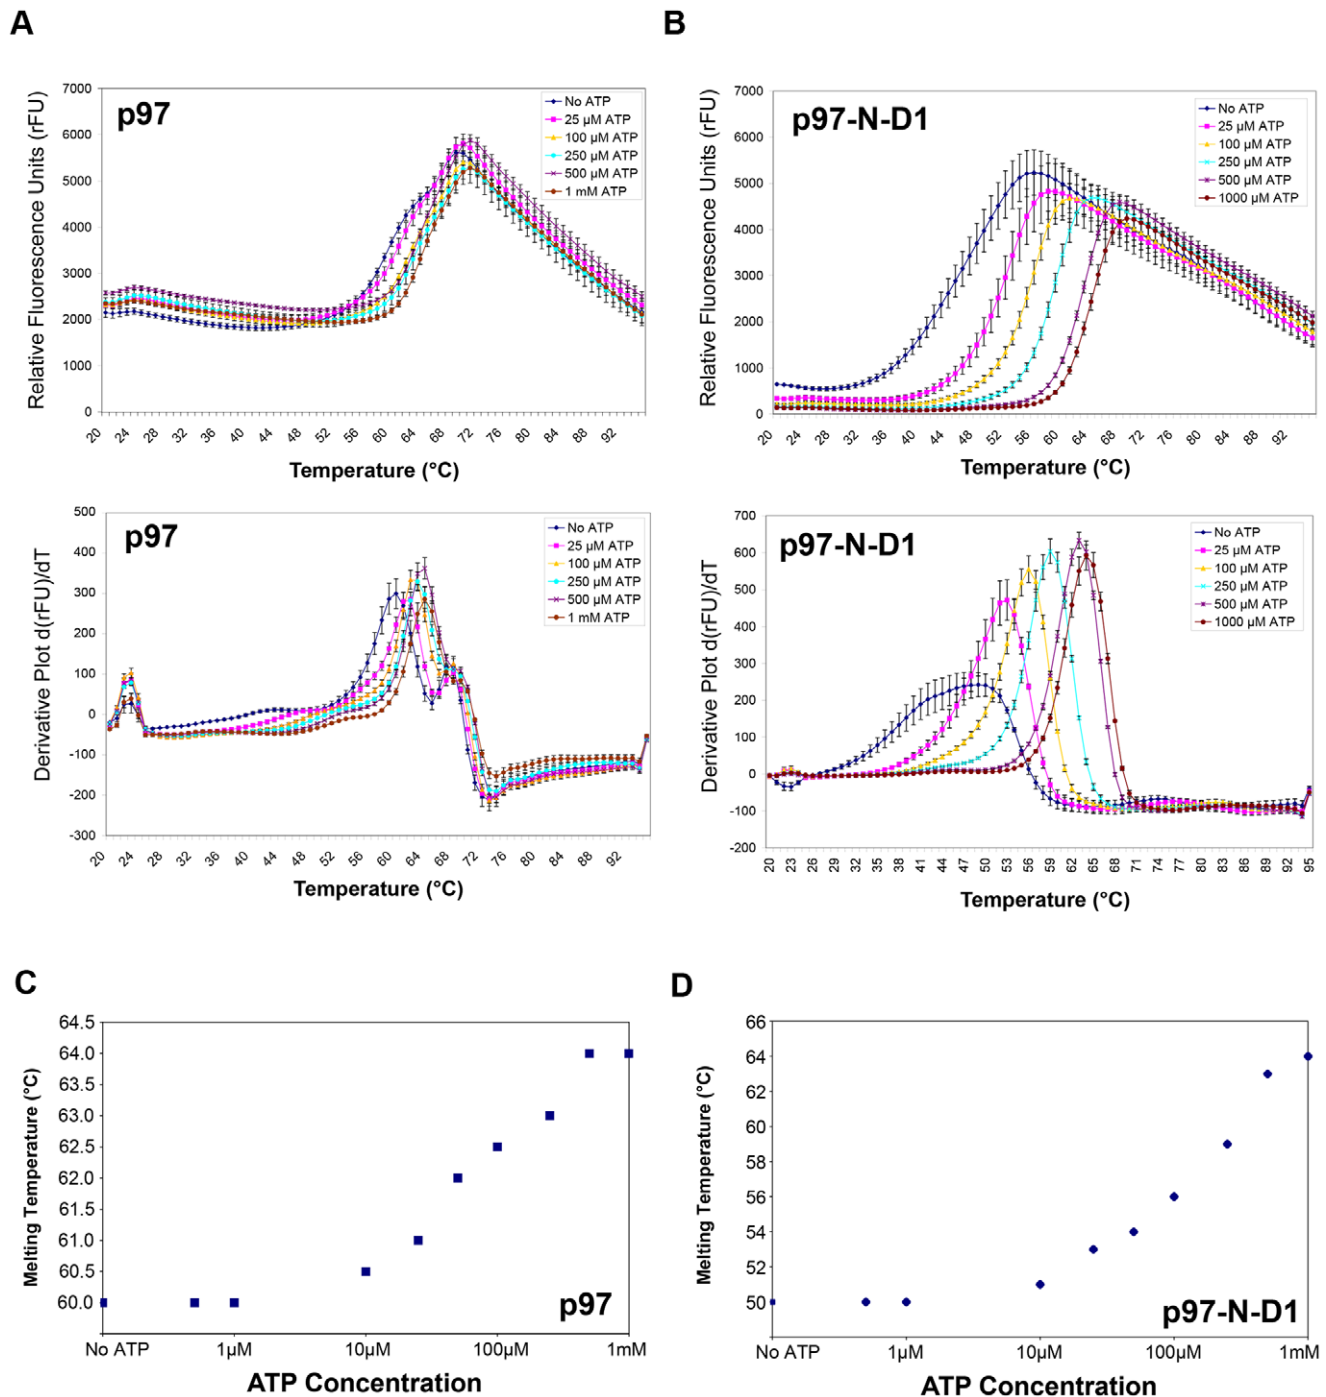 A
B
p97
7000
6000
5000
4000
3000
2000
1000
0
Relative Fluorescence Units (rFU)
No ATP
25 µM ATP
100 µM ATP
250 µM ATP
500 µM ATP
1 mM ATP
20 24 28 32 36 40 44 48 52 56 60 64 68 72 76 80 84 88 92
Temperature (°C)
p97-N-D1
7000
6000
5000
4000
3000
2000
1000
0
Relative Fluorescence Units (rFU)
No ATP
25 µM ATP
100 µM ATP
250 µM ATP
500 µM ATP
1000 µM ATP
20 24 28 32 36 40 44 48 52 56 60 64 68 72 76 80 84 88 92
Temperature (°C)
p97
500
400
300
200
100
0
-100
-200
-300
Derivative Plot d(rFU)/dT
No ATP
25 µM ATP
100 µM ATP
250 µM ATP
500 µM ATP
1 mM ATP
20 24 28 32 36 40 44 48 52 56 60 64 68 72 76 80 84 88 92
Temperature (°C)
p97-N-D1
700
600
500
400
300
200
100
0
-100
-200
Derivative Plot d(rFU)/dT
No ATP
25 µM ATP
100 µM ATP
250 µM ATP
500 µM ATP
1000 µM ATP
20 23 26 29 32 35 38 41 44 47 50 53 56 59 62 65 68 71 74 77 80 83 86 89 92 95
Temperature (°C)
C
64.5
64.0
63.5
63.0
62.5
62.0
61.5
61.0
60.5
60.0
Melting Temperature (°C)
p97
No ATP 1µM 10µM 100µM 1mM
ATP Concentration
D
66
64
62
60
58
56
54
52
50
Melting Temperature (°C)
p97-N-D1
No ATP 1µM 10µM 100µM 1mM
ATP Concentration